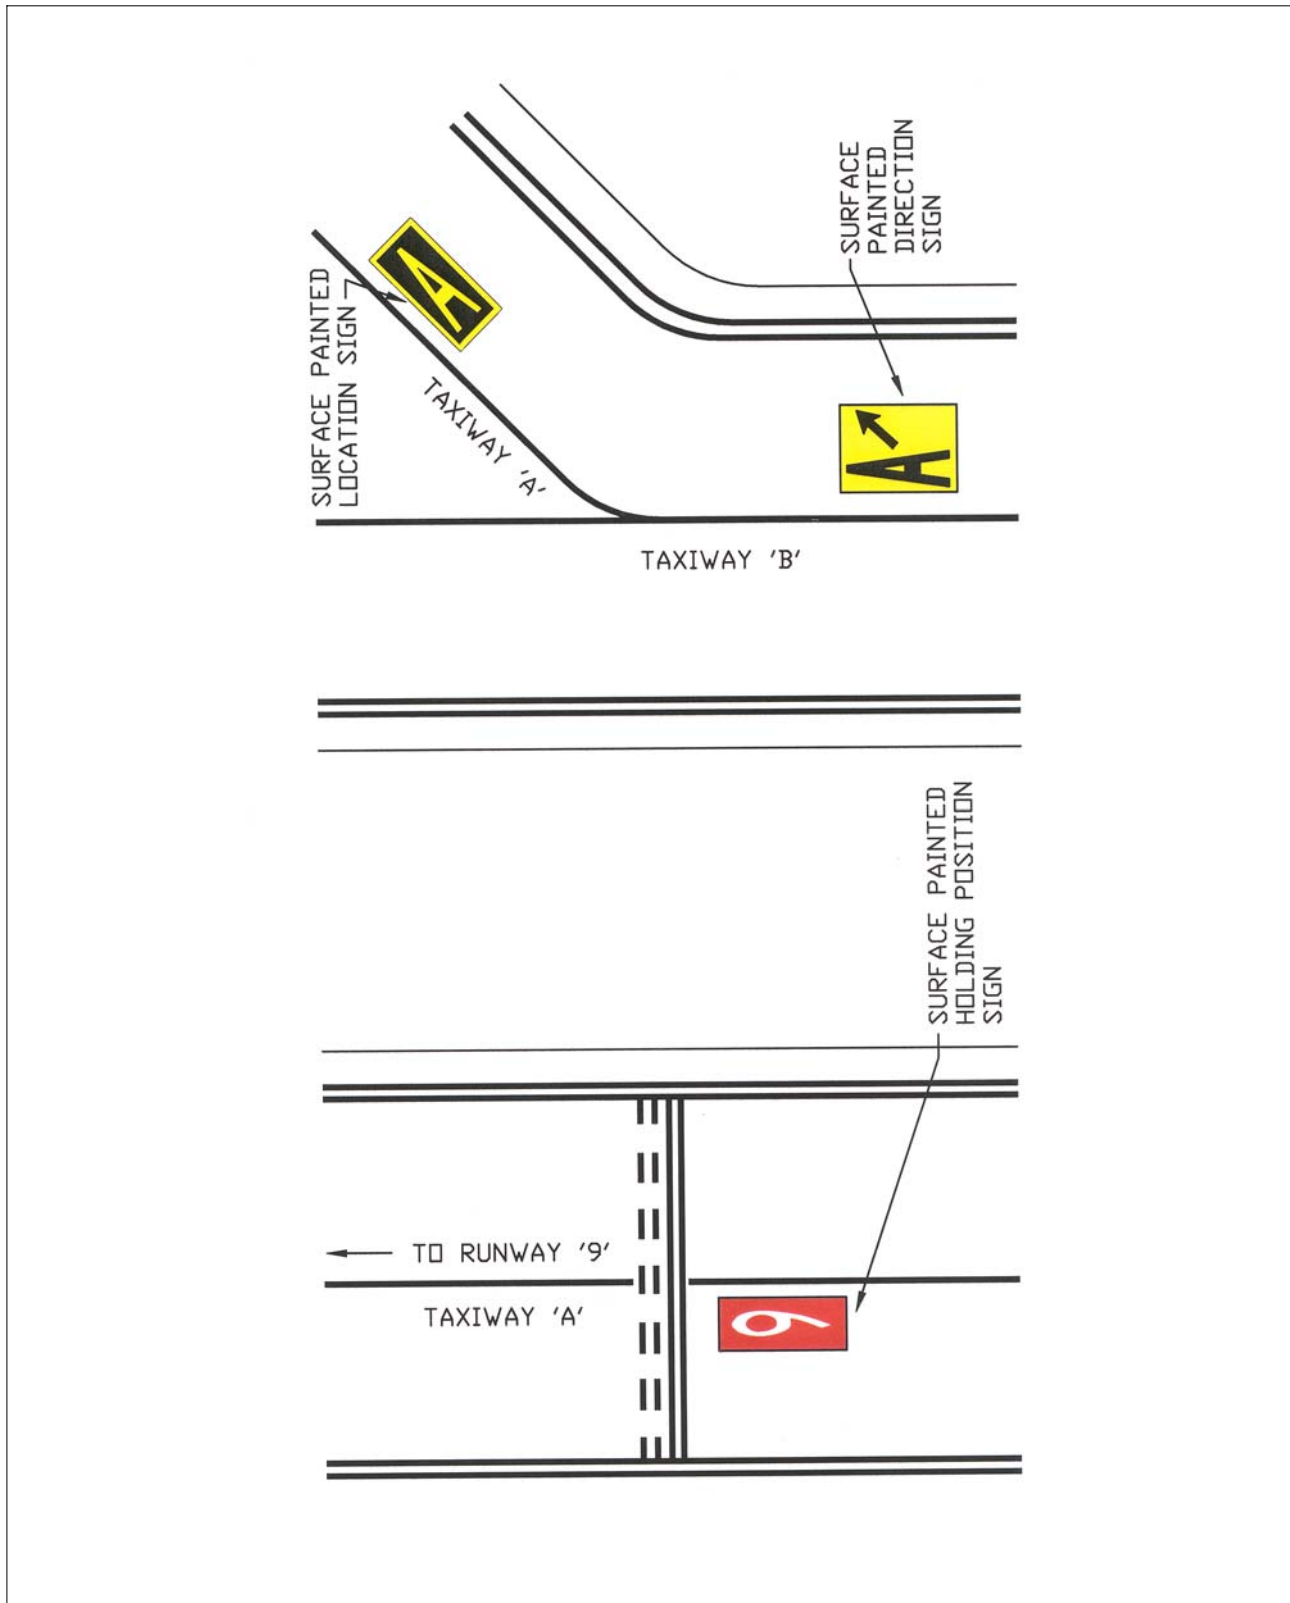 SURFACE
PAINTED
DIRECTION
SIGN
SURFACE PAINTED
LOCATION SIGN
A
TAXIWAY 'A'
A
TAXIWAY 'B'
SURFACE PAINTED
HOLDING POSITION
SIGN
TO RUNWAY '9'
TAXIWAY 'A'
9